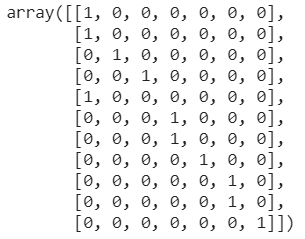 array([[1, 0, 0, 0, 0, 0, 0],
[1, 0, 0, 0, 0, 0, 0],
[0, 1, 0, 0, 0, 0, 0],
[0, 0, 1, 0, 0, 0, 0],
[1, 0, 0, 0, 0, 0, 0],
[0, 0, 0, 1, 0, 0, 0],
[0, 0, 0, 1, 0, 0, 0],
[0, 0, 0, 0, 1, 0, 0],
[0, 0, 0, 0, 0, 1, 0],
[0, 0, 0, 0, 0, 1, 0],
[0, 0, 0, 0, 0, 0, 1]])